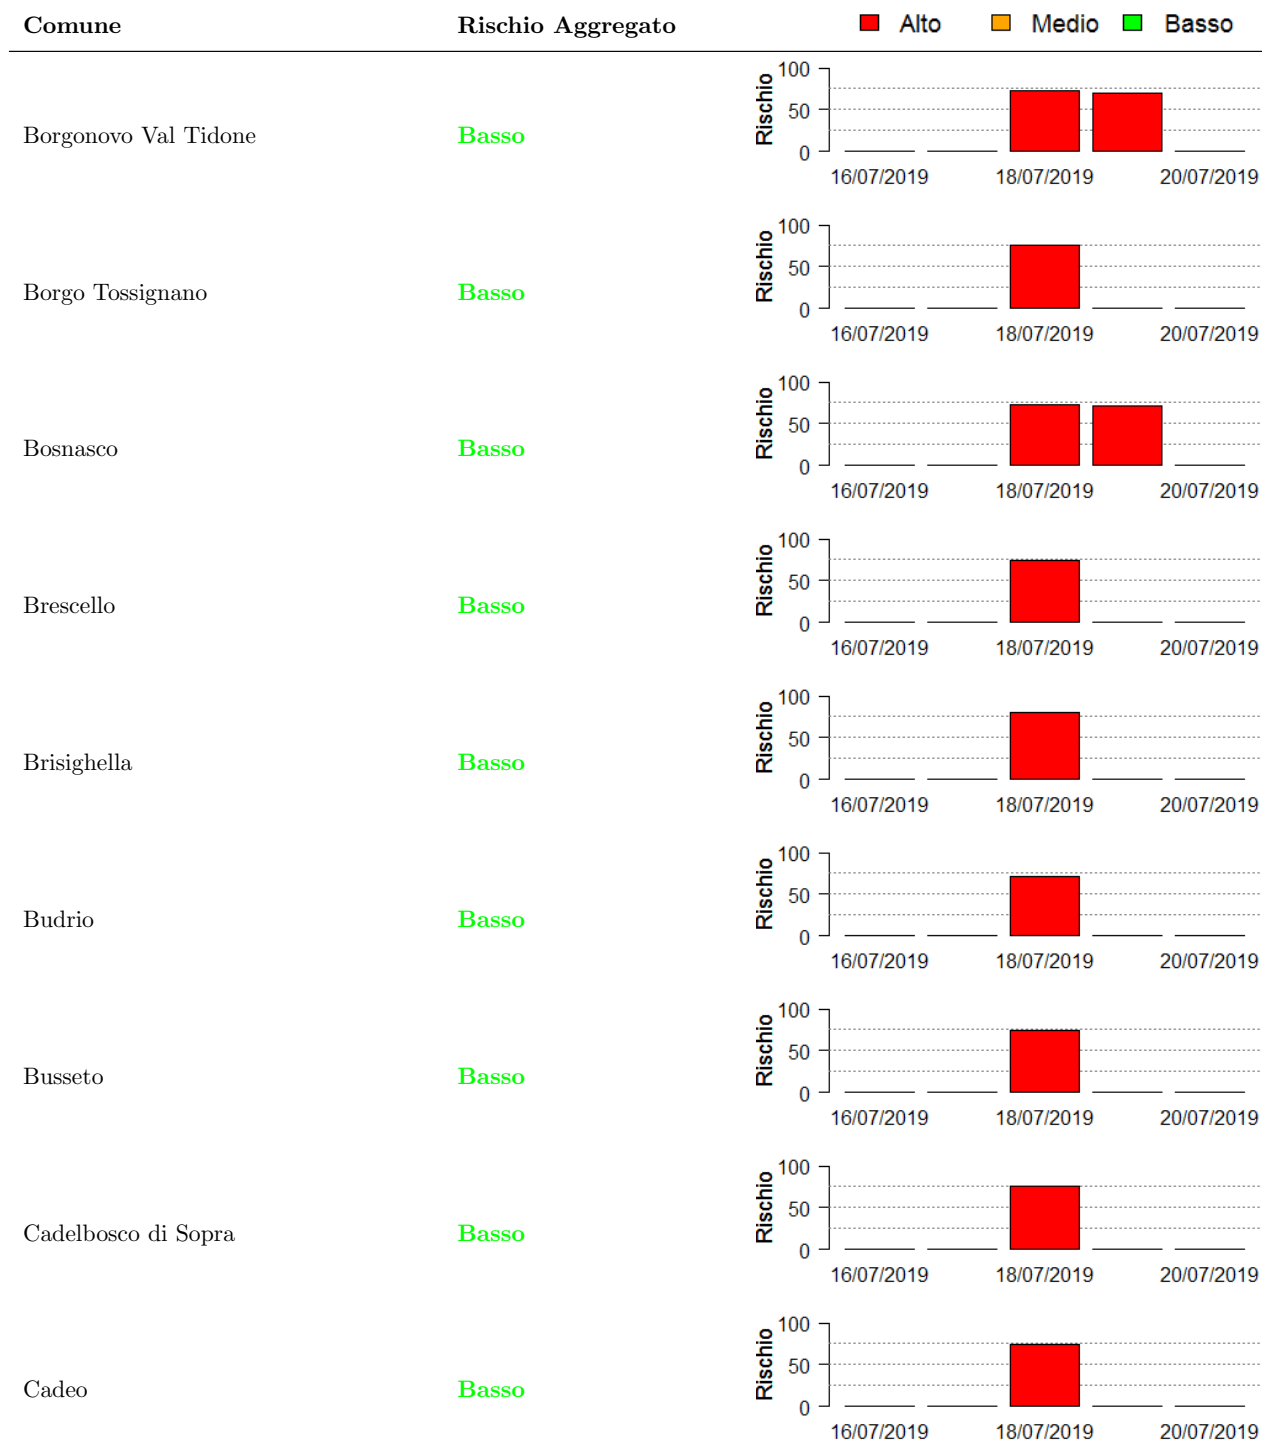 Comune Rischio Aggregato Alto Medio Basso
100
50
0
Rischio
Borgonovo Val Tidone Basso
16/07/2019 18/07/2019 20/07/2019
100
50
0
Rischio
Borgo Tossignano Basso
16/07/2019 18/07/2019 20/07/2019
100
50
0
Rischio
Bosnasco Basso
16/07/2019 18/07/2019 20/07/2019
100
50
0
Rischio
Brescello Basso
16/07/2019 18/07/2019 20/07/2019
100
50
0
Rischio
Brisighella Basso
16/07/2019 18/07/2019 20/07/2019
100
50
0
Rischio
Budrio Basso
16/07/2019 18/07/2019 20/07/2019
100
50
0
Rischio
Busseto Basso
16/07/2019 18/07/2019 20/07/2019
100
50
0
Rischio
Cadelbosco di Sopra Basso
16/07/2019 18/07/2019 20/07/2019
100
50
0
Rischio
Cadeo Basso
16/07/2019 18/07/2019 20/07/2019